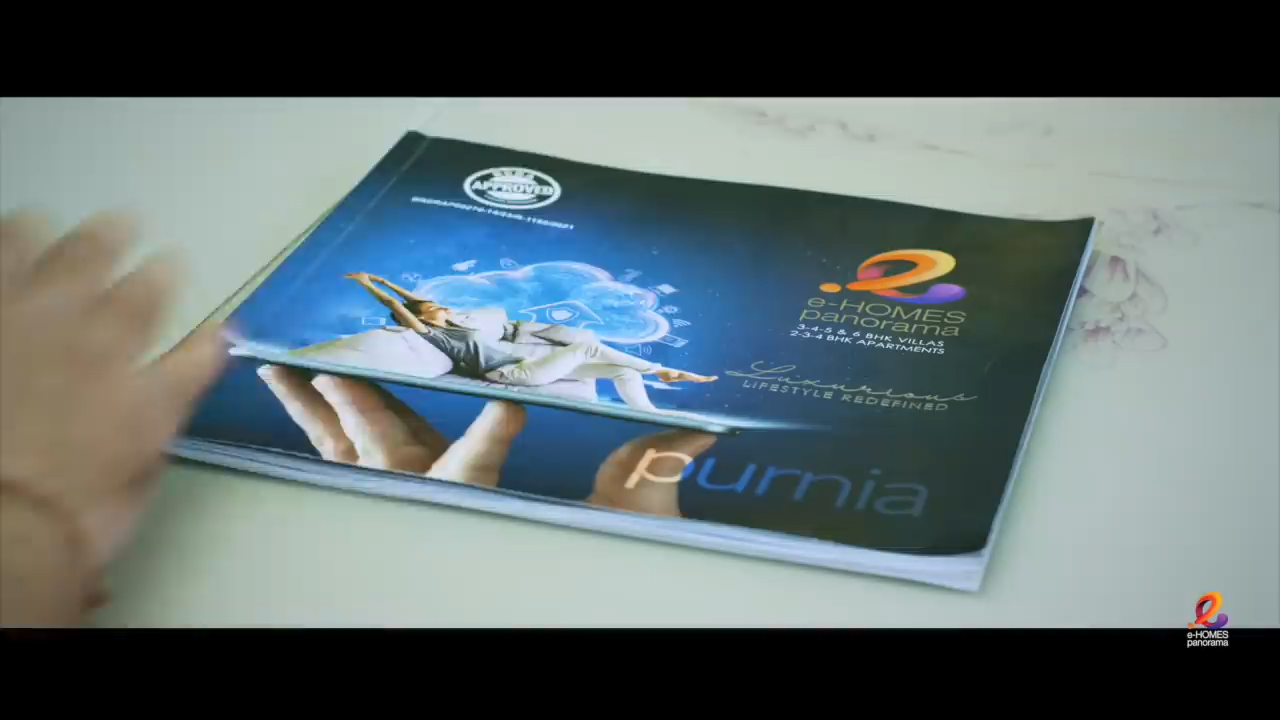 APPROVED
e-HOMES
panorama
3-4-5 & 6 BHK VILLAS
2-3-4 BHK APARTMENTS
Luxurious
LIFESTYLE REDEFINED
purnia
e-HOMES
panorama